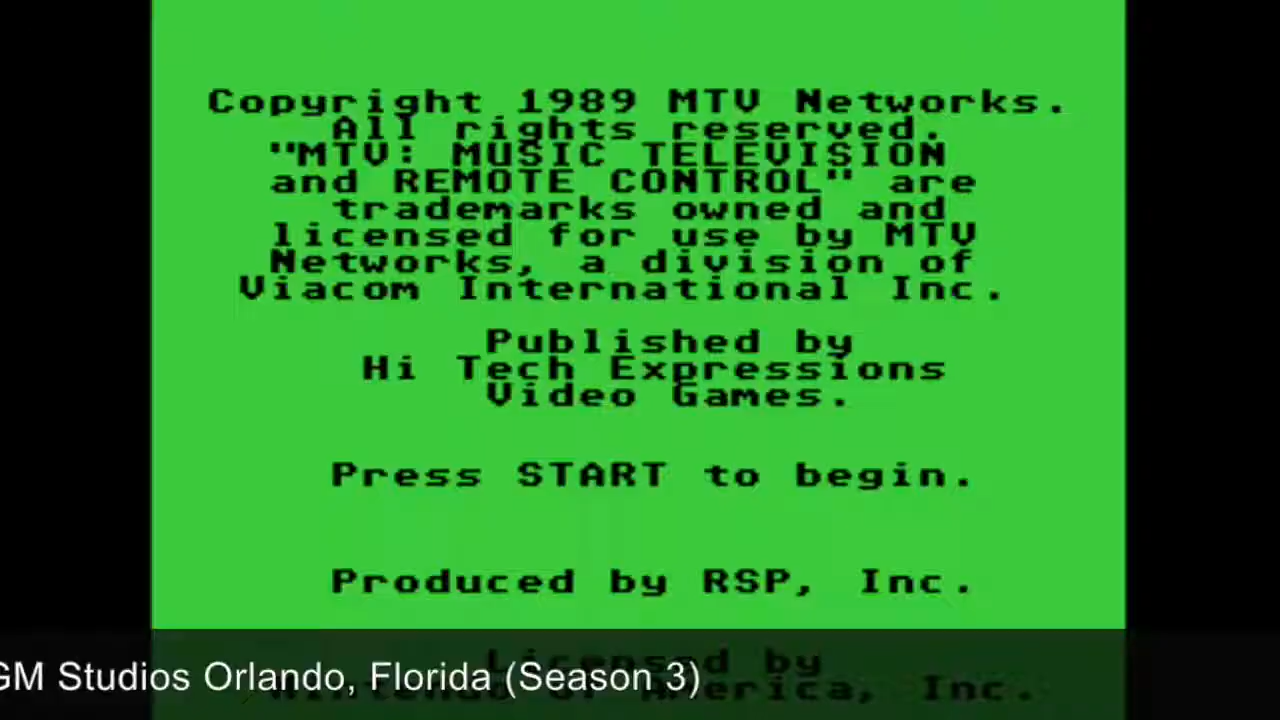 Copyright 1989 MTV Networks.
All rights reserved.
"MTV: MUSIC TELEVISION
and REMOTE CONTROL" are
trademarks owned and
licensed for use by MTV
Networks, a division of
Viacom International Inc.
Published by
Hi Tech Expressions
Video Games.
Press START to begin.
Produced by RSP, Inc.
Licensed by
Nintendo of America, Inc.
GM Studios Orlando, Florida (Season 3)